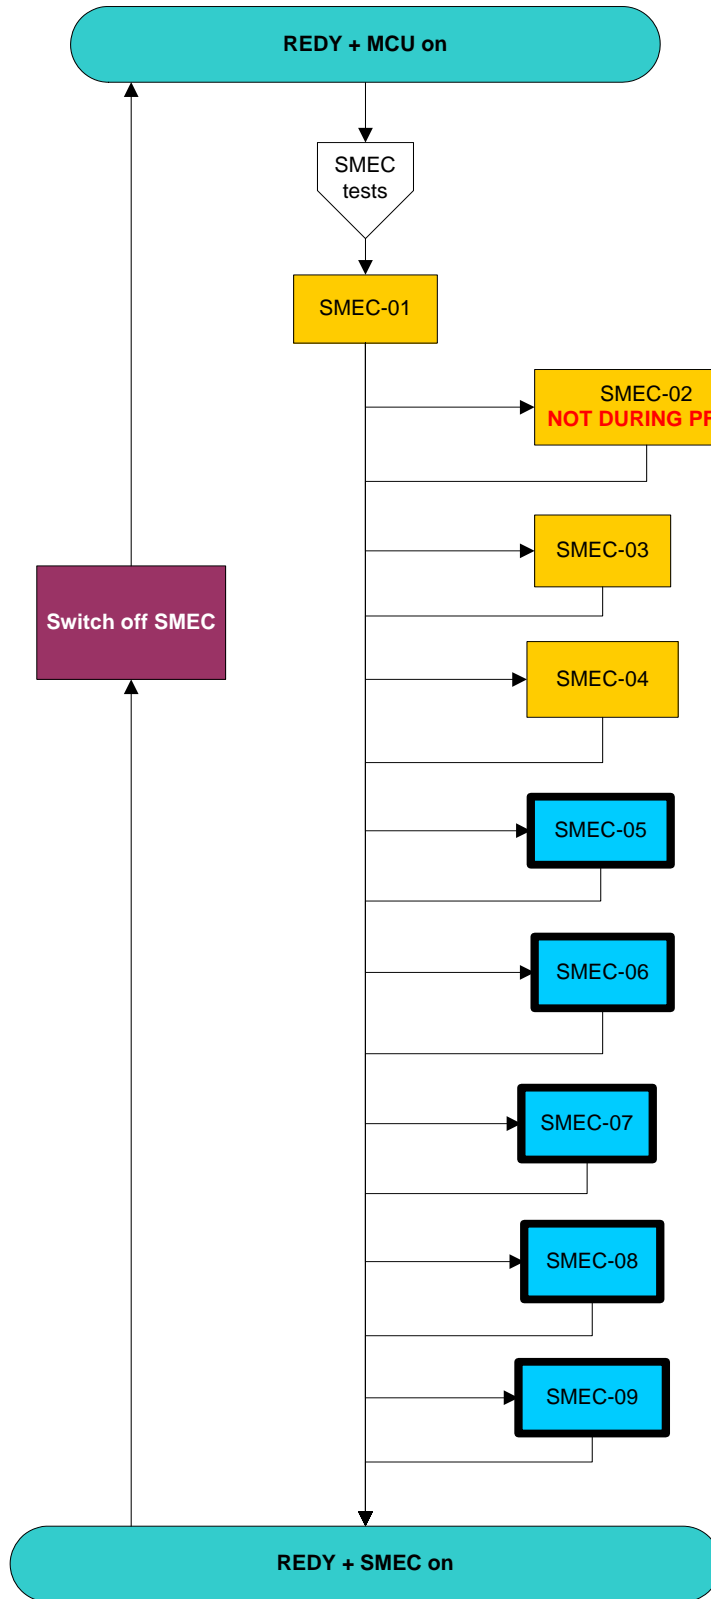 REDY + MCU on
SMEC
tests
SMEC-01
SMEC-02
NOT DURING
SMEC-03
Switch off SMEC
SMEC-04
SMEC-05
SMEC-06
SMEC-07
SMEC-08
SMEC-09
REDY + SMEC on